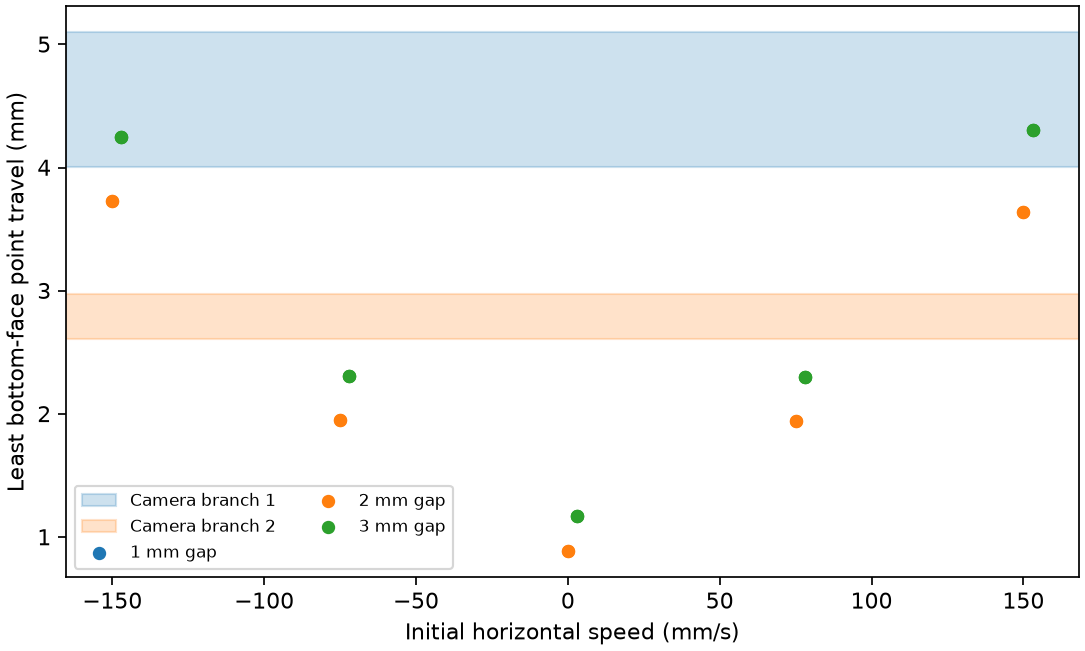 Least bottom-face point travel (mm)
5
4
3
2
1
Camera branch 1
Camera branch 2
1 mm gap
2 mm gap
3 mm gap
−150
−100
−50
0
50
100
150
Initial horizontal speed (mm/s)